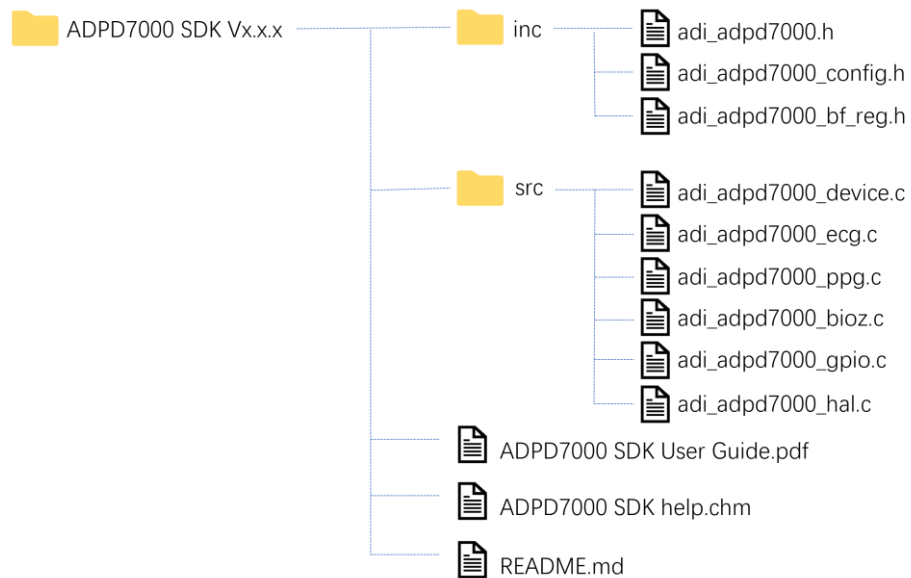 ADPD7000 SDK Vx.x.x
inc
adi_adpd7000.h
adi_adpd7000_config.h
adi_adpd7000_bf_reg.h
src
adi_adpd7000_device.c
adi_adpd7000_ecg.c
adi_adpd7000_ppg.c
adi_adpd7000_bioz.c
adi_adpd7000_gpio.c
adi_adpd7000_hal.c
ADPD7000 SDK User Guide.pdf
ADPD7000 SDK help.chm
README.md